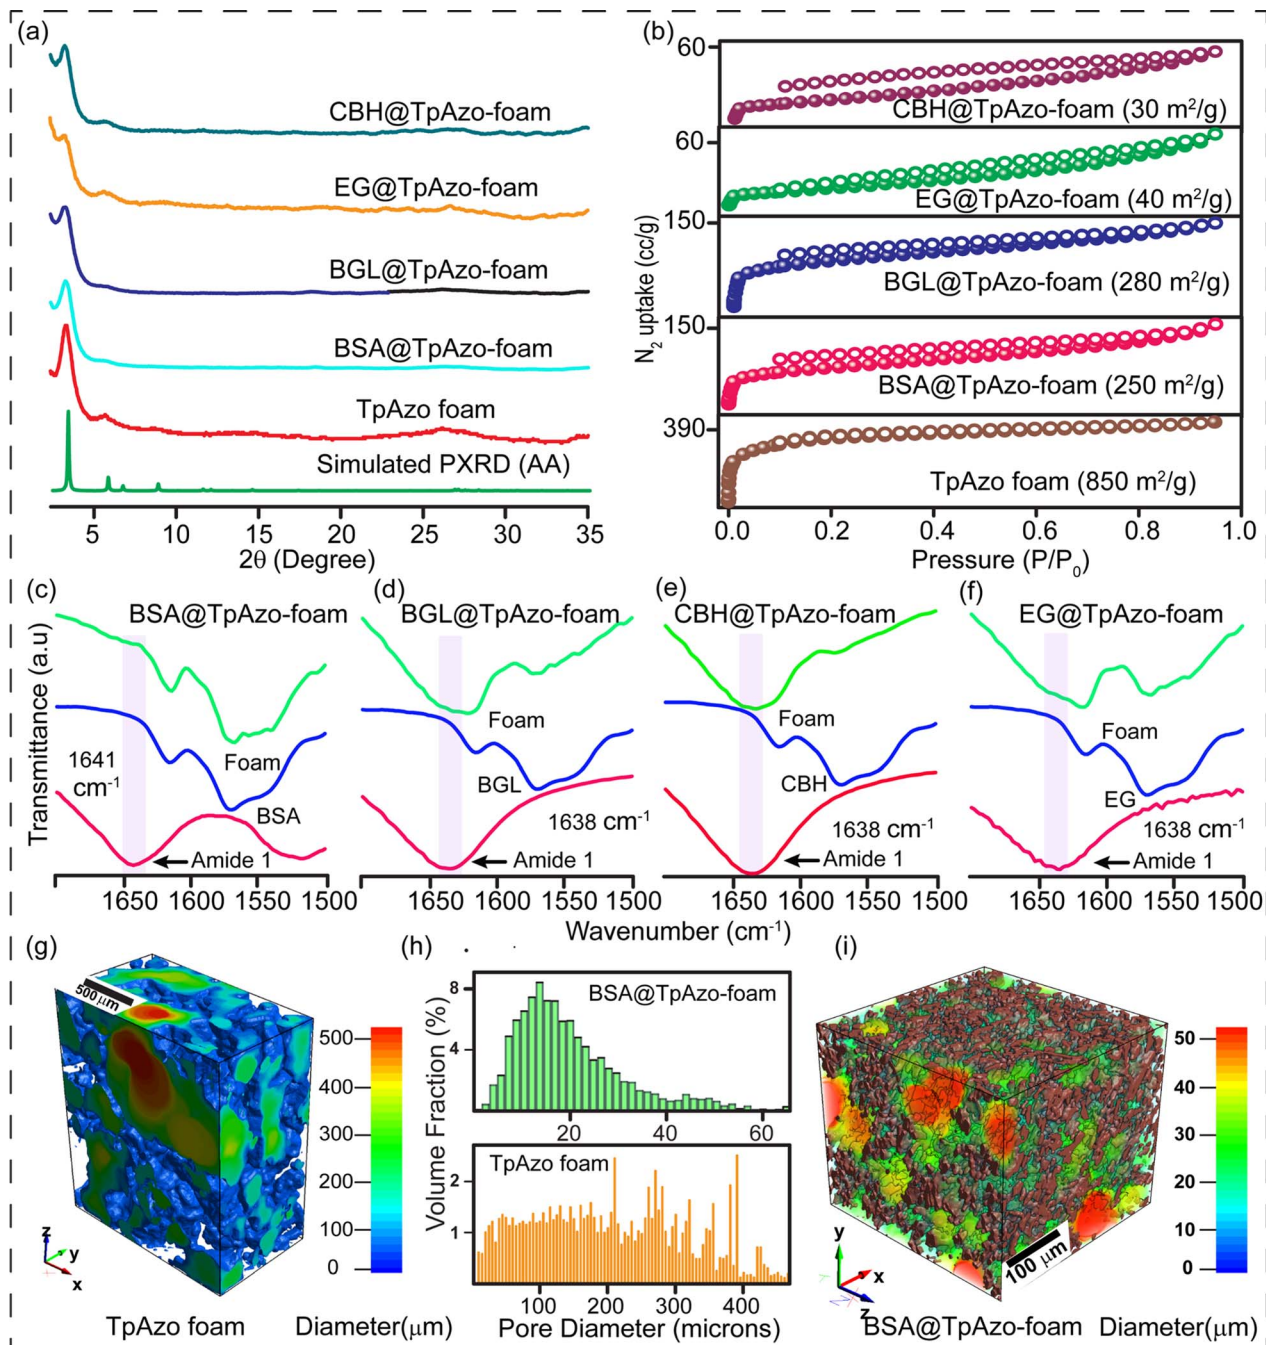 (a)
CBH@TpAzo-foam
EG@TpAzo-foam
BGL@TpAzo-foam
BSA@TpAzo-foam
TpAzo foam
Simulated PXRD (AA)
5 10 15 20 25 30 35
2θ (Degree)
(b)
60
CBH@TpAzo-foam (30 m²/g)
60
EG@TpAzo-foam (40 m²/g)
150
BGL@TpAzo-foam (280 m²/g)
150
BSA@TpAzo-foam (250 m²/g)
390
TpAzo foam (850 m²/g)
N₂ uptake (cc/g)
0.0 0.2 0.4 0.6 0.8 1.0
Pressure (P/P₀)
Transmittance (a.u)
(c)
BSA@TpAzo-foam
1641
cm⁻¹
Foam
BSA
Amide 1
1650 1600 1550 1500
(d)
BGL@TpAzo-foam
Foam
BGL
1638 cm⁻¹
Amide 1
1650 1600 1550 1500
(e)
CBH@TpAzo-foam
Foam
CBH
1638 cm⁻¹
Amide 1
1650 1600 1550 1500
(f)
EG@TpAzo-foam
Foam
EG
1638 cm⁻¹
Amide 1
1650 1600 1550 1500
Wavenumber (cm⁻¹)
(g)
500 μm
500
400
300
200
100
0
z
y
x
TpAzo foam
Diameter(μm)
(h)
Volume Fraction (%)
BSA@TpAzo-foam
8
4
20 40 60
TpAzo foam
2
1
100 200 300 400
Pore Diameter (microns)
(i)
100 μm
50
40
30
20
10
0
y
x
z
BSA@TpAzo-foam
Diameter(μm)